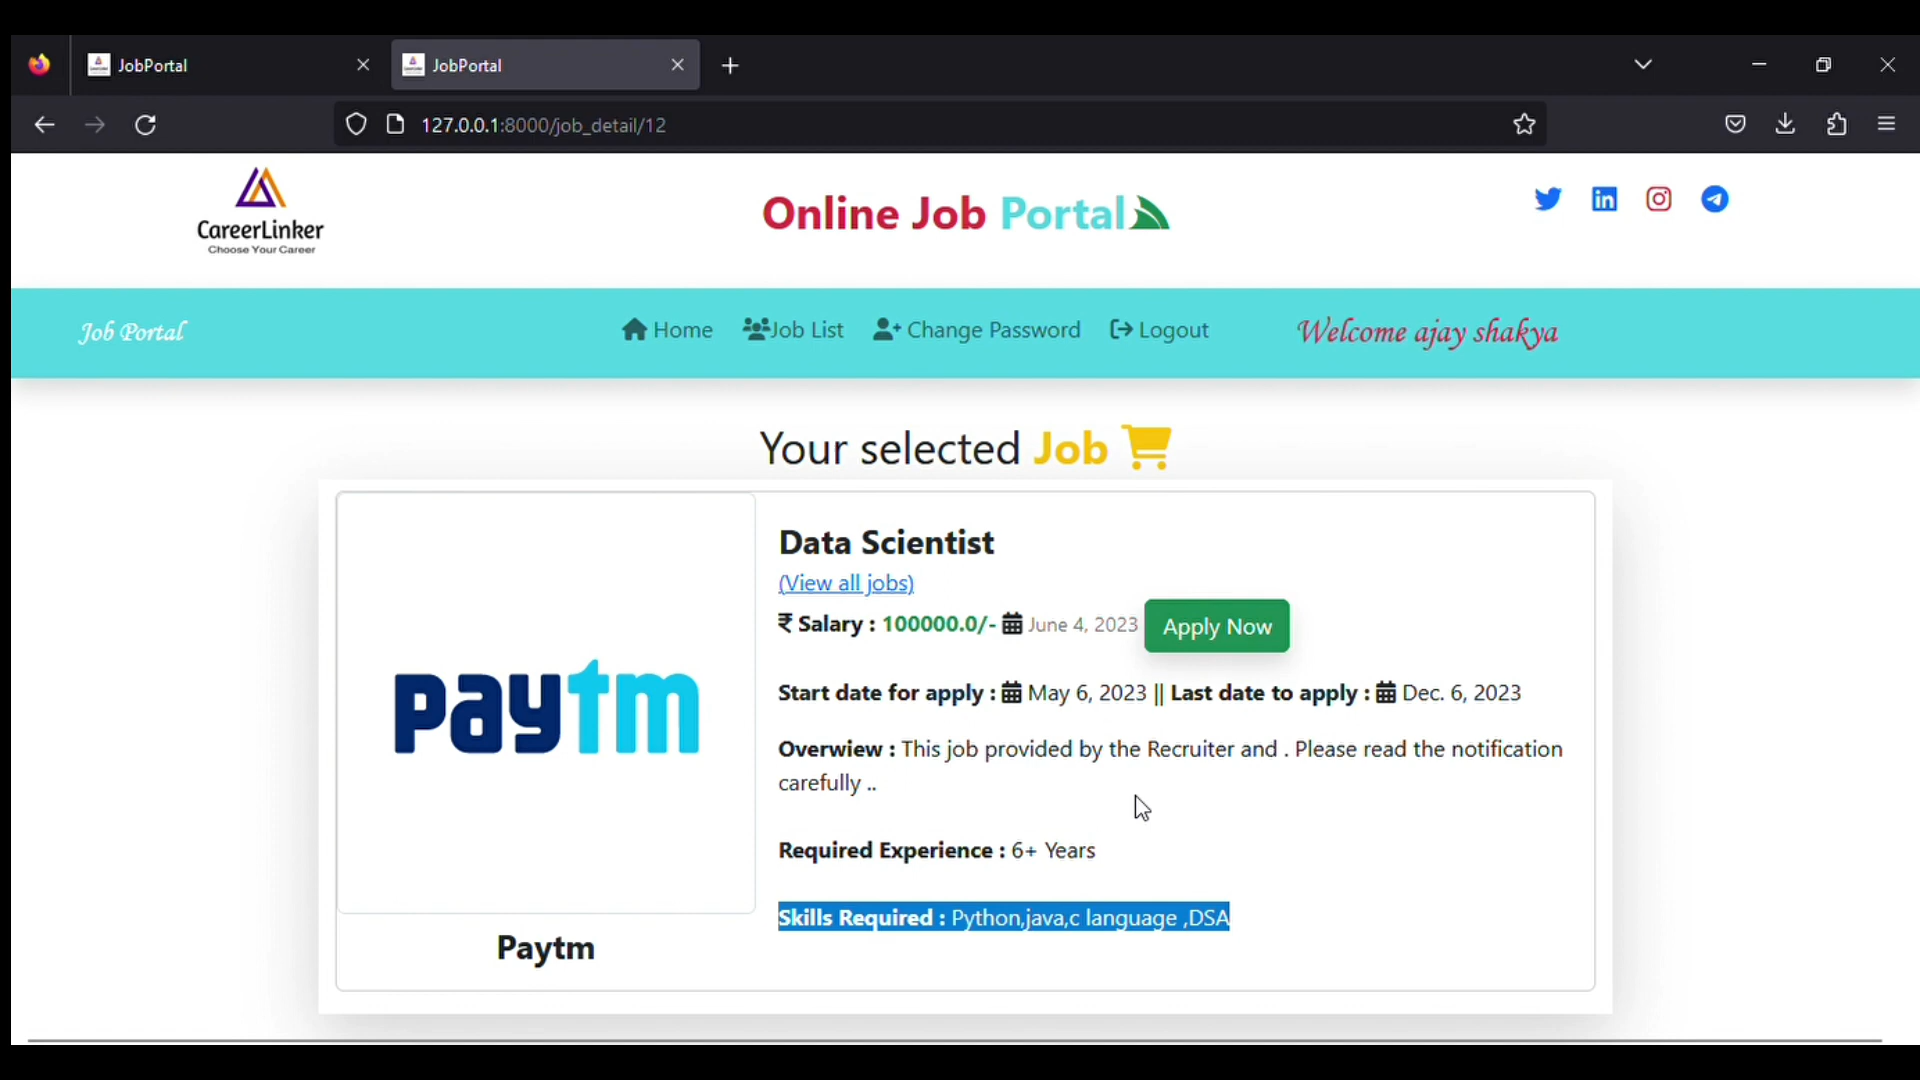 JobPortal
JobPortal
127.0.0.1:8000/job_detail/12
CareerLinker
Choose Your Career
Online Job Portal
Job Portal
Home
Job List
Change Password
Logout
Welcome ajay shakya
Your selected Job
Data Scientist
(View all jobs)
₹ Salary : 100000.0/- June 4, 2023 Apply Now
Start date for apply : May 6, 2023 || Last date to apply : Dec. 6, 2023
Overwiew : This job provided by the Recruiter and . Please read the notification
carefully ..
Required Experience : 6+ Years
Skills Required : Python,java,c language ,DSA
paytm
Paytm